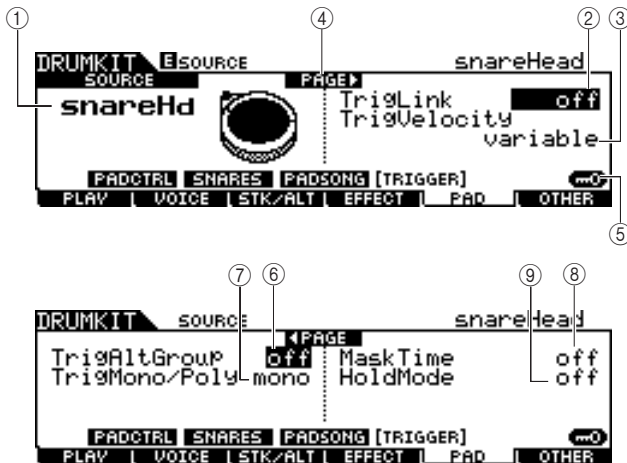 ① ④ ② ③
DRUMKIT E SOURCE snareHead
SOURCE PAGE▶
snareHd TrigLink off
TrigVelocity
variable
PADCTRL SNARES PADSONG [TRIGGER]
PLAY VOICE STK/ALT EFFECT PAD OTHER
⑤
⑦ ⑥ ⑨ ⑧
DRUMKIT SOURCE snareHead
◀PAGE
TrigAltGroup off MaskTime off
TrigMono/Poly mono HoldMode off
PADCTRL SNARES PADSONG [TRIGGER]
PLAY VOICE STK/ALT EFFECT PAD OTHER